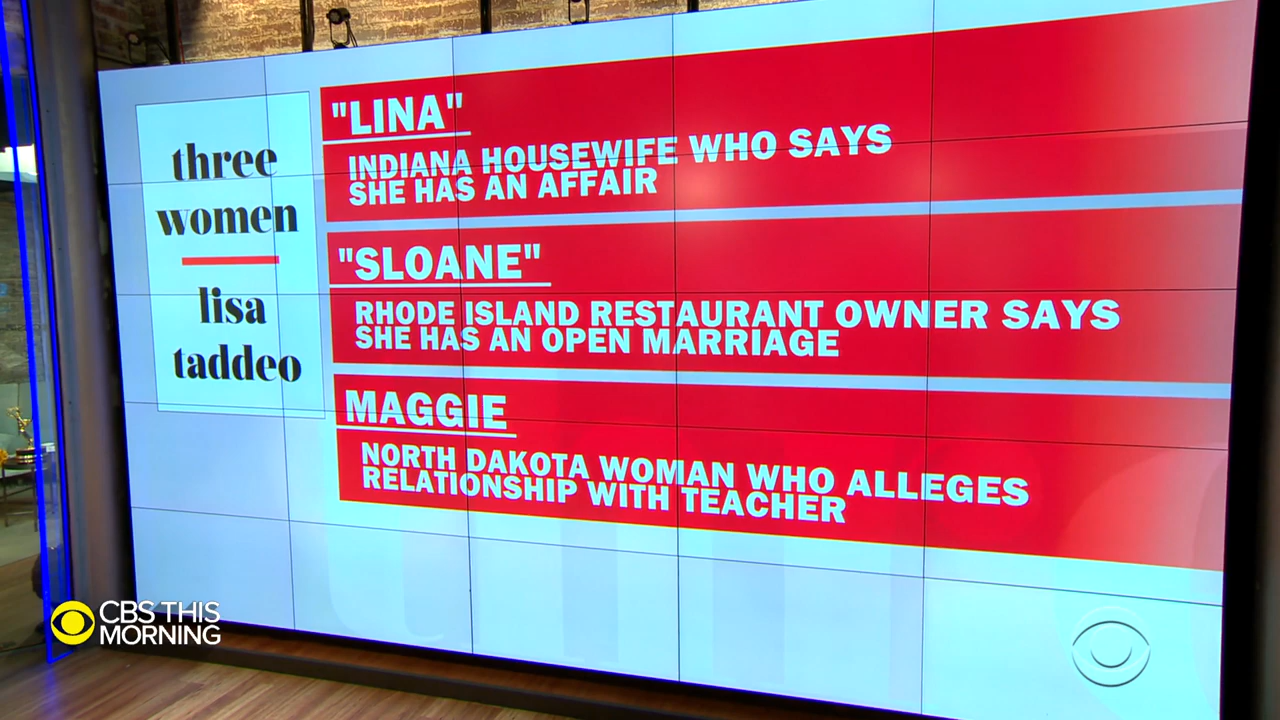 three
women
lisa
taddeo
"LINA"
INDIANA HOUSEWIFE WHO SAYS
SHE HAS AN AFFAIR
"SLOANE"
RHODE ISLAND RESTAURANT OWNER SAYS
SHE HAS AN OPEN MARRIAGE
MAGGIE
NORTH DAKOTA WOMAN WHO ALLEGES
RELATIONSHIP WITH TEACHER
CBS THIS
MORNING